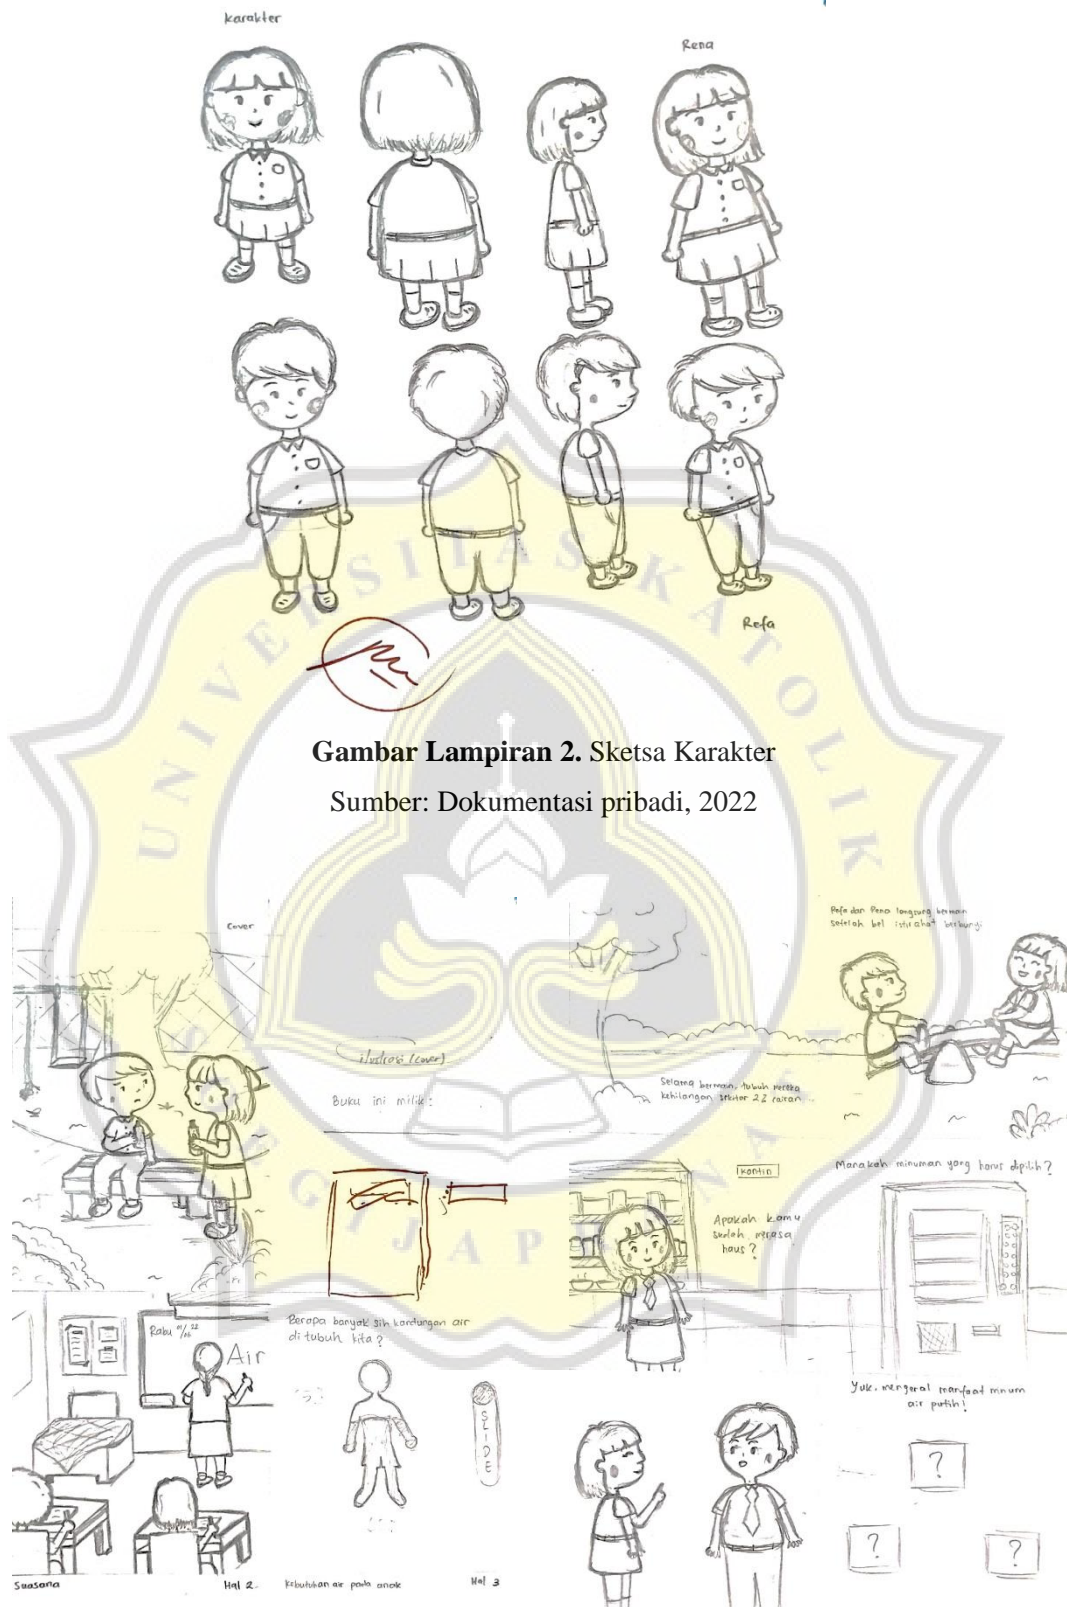 Karakter
Rena
Refa
Gambar Lampiran 2. Sketsa Karakter
Sumber: Dokumentasi pribadi, 2022
UNIVERSITAS KATOLIK
SOEGIJAPRANATA
Cover
ilustrasi (cover)
Buku ini milik:
Refa dan Rena langsung bermain
setelah bel istirahat berbunyi
Selama bermain, tubuh mereka
kehilangan sekitar cairan...
kantin
Apakah kamu
sudah merasa
haus?
Manakah minuman yang harus dipilih?
Rabu
Air
Suasana
Hal 2.
Berapa banyak sih kandungan air
di tubuh kita?
SLIDE
Kebutuhan air pada anak
Hal 3
Yuk, mengenal manfaat minum
air putih!
?
?
?